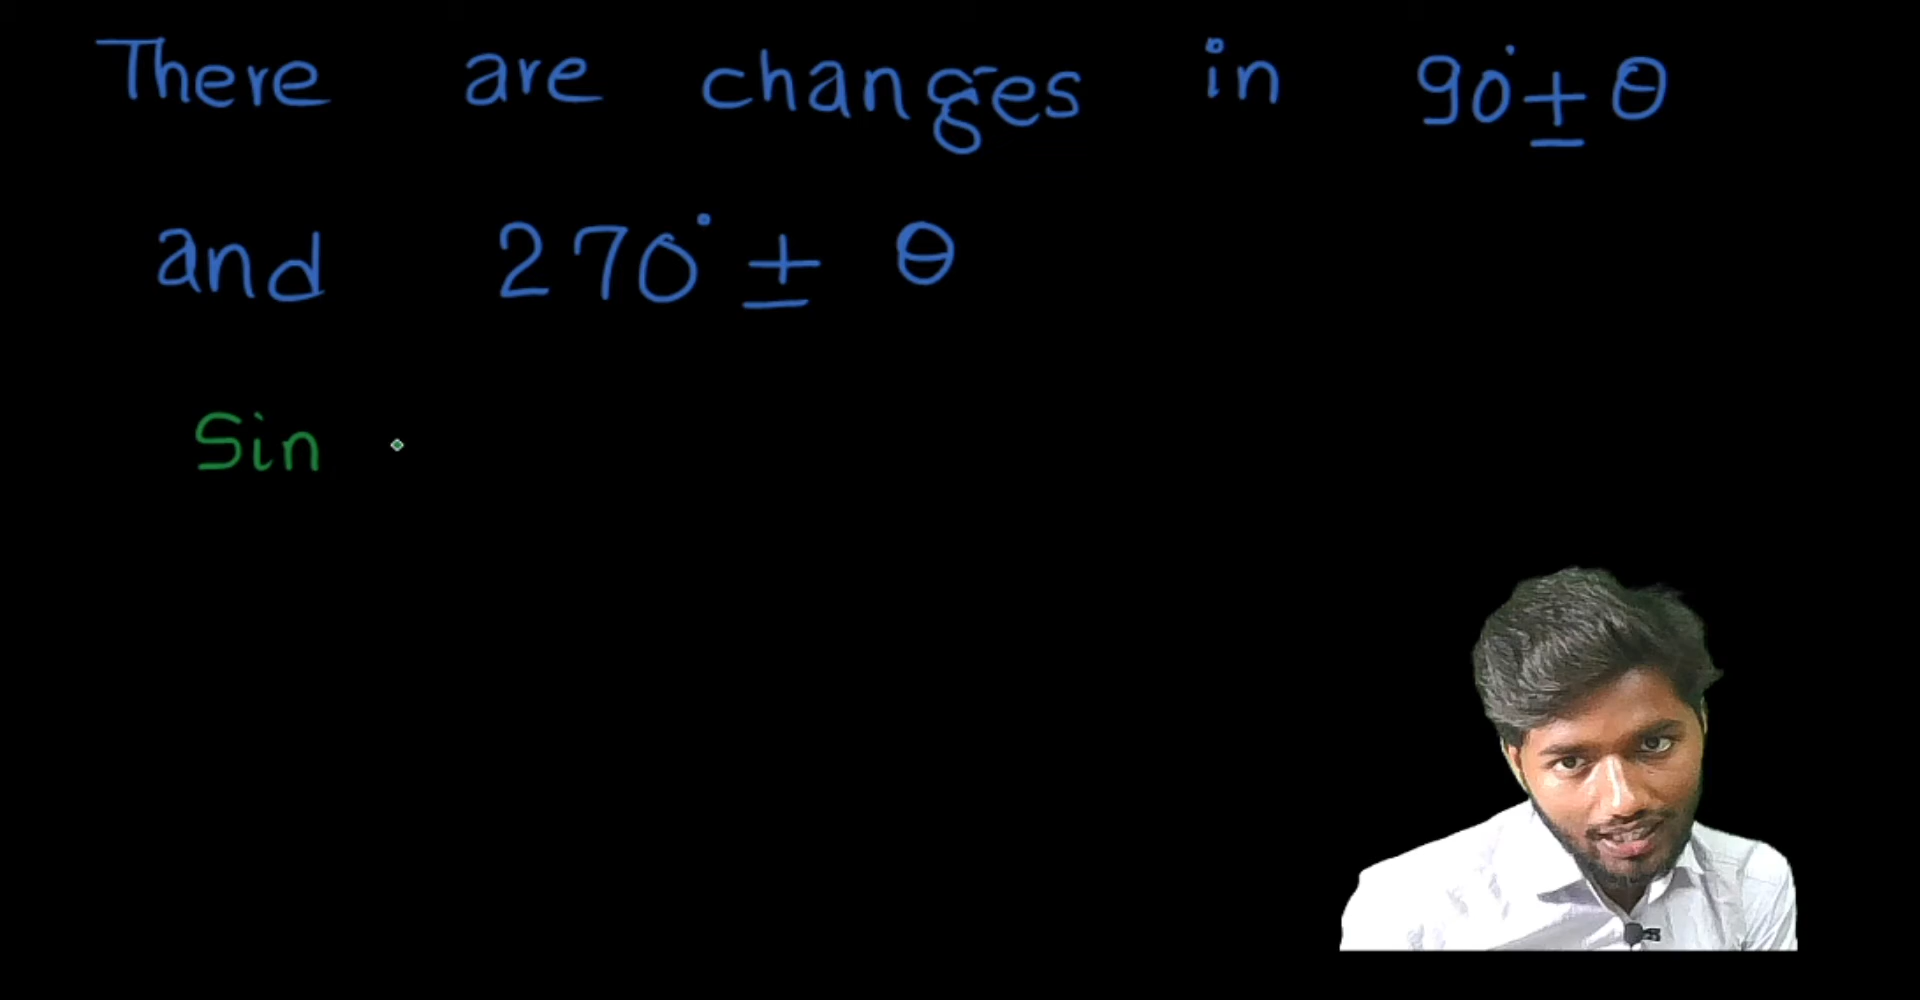 There are changes in 90° ± θ
and 270° ± θ
Sin